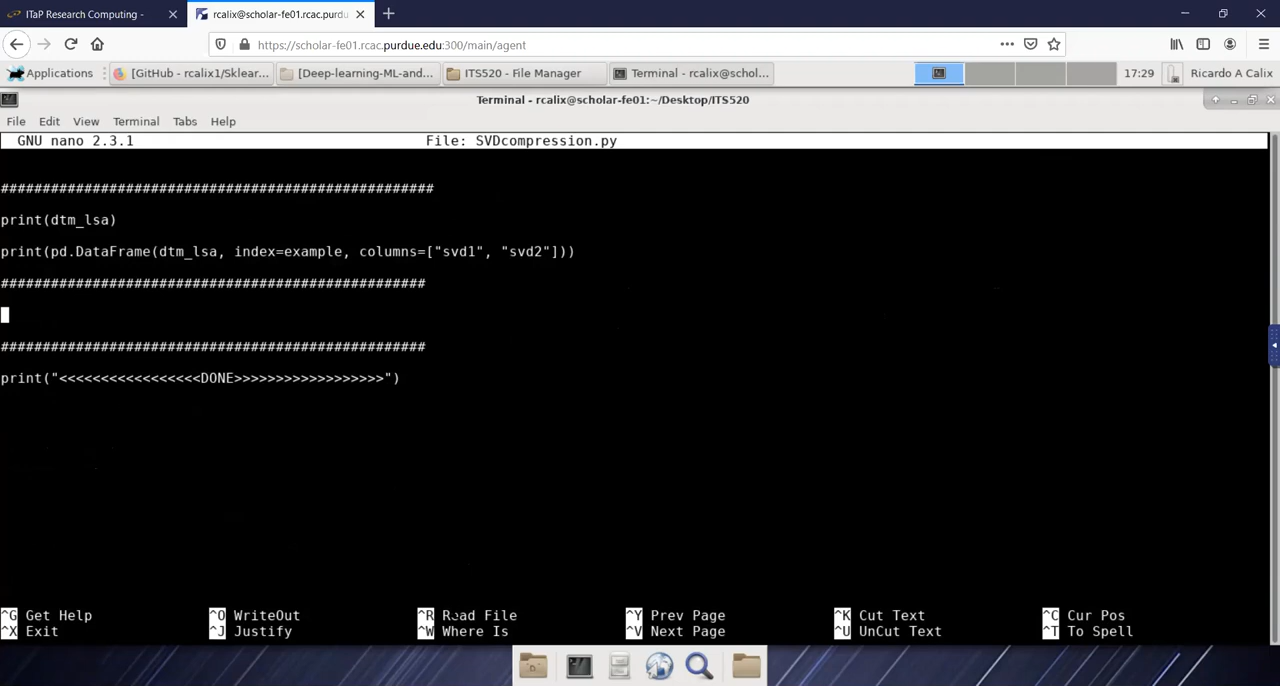 ITaP Research Computing -
rcalix@scholar-fe01.rcac.purdu
https://scholar-fe01.rcac.purdue.edu:300/main/agent
Applications
[GitHub - rcalix1/Sklear...
[Deep-learning-ML-and...
ITS520 - File Manager
Terminal - rcalix@schol...
17:29
Ricardo A Calix
Terminal - rcalix@scholar-fe01:~/Desktop/ITS520
File Edit View Terminal Tabs Help
GNU nano 2.3.1 File: SVDcompression.py
####################################################
print(dtm_lsa)
print(pd.DataFrame(dtm_lsa, index=example, columns=["svd1", "svd2"]))
###################################################
###################################################
print("<<<<<<<<<<<<<<<<<DONE>>>>>>>>>>>>>>>>>>")
^G Get Help ^O WriteOut ^R Read File ^Y Prev Page ^K Cut Text ^C Cur Pos
^X Exit ^J Justify ^W Where Is ^V Next Page ^U UnCut Text ^T To Spell